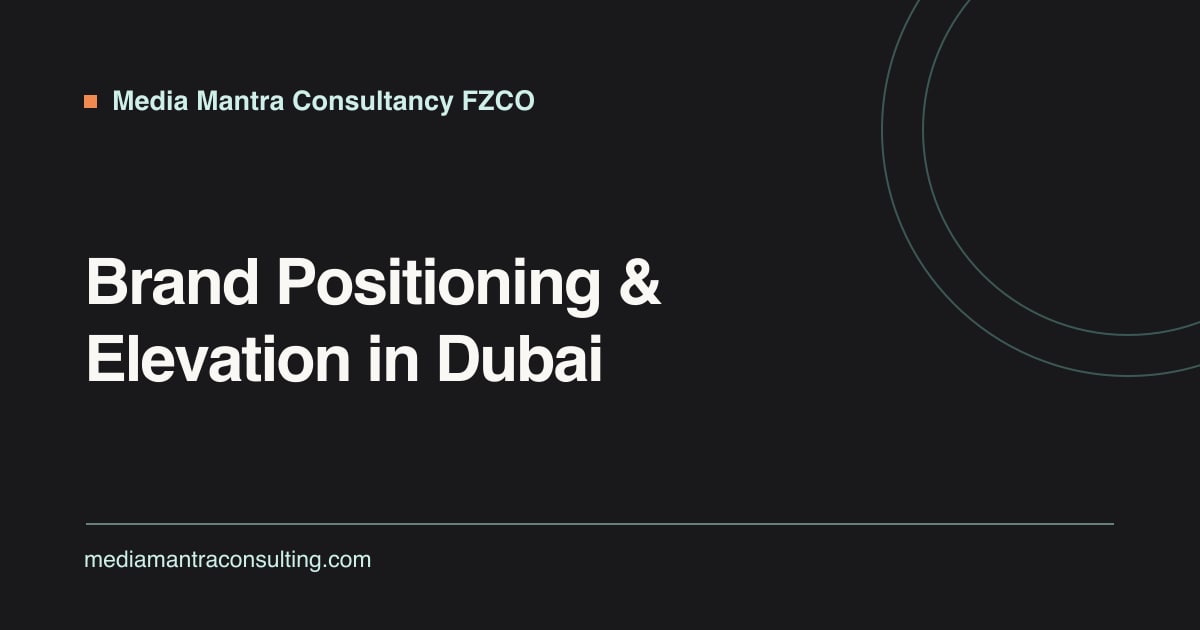 Media Mantra Consultancy FZCO
Brand Positioning &
Elevation in Dubai
mediamantraconsulting.com